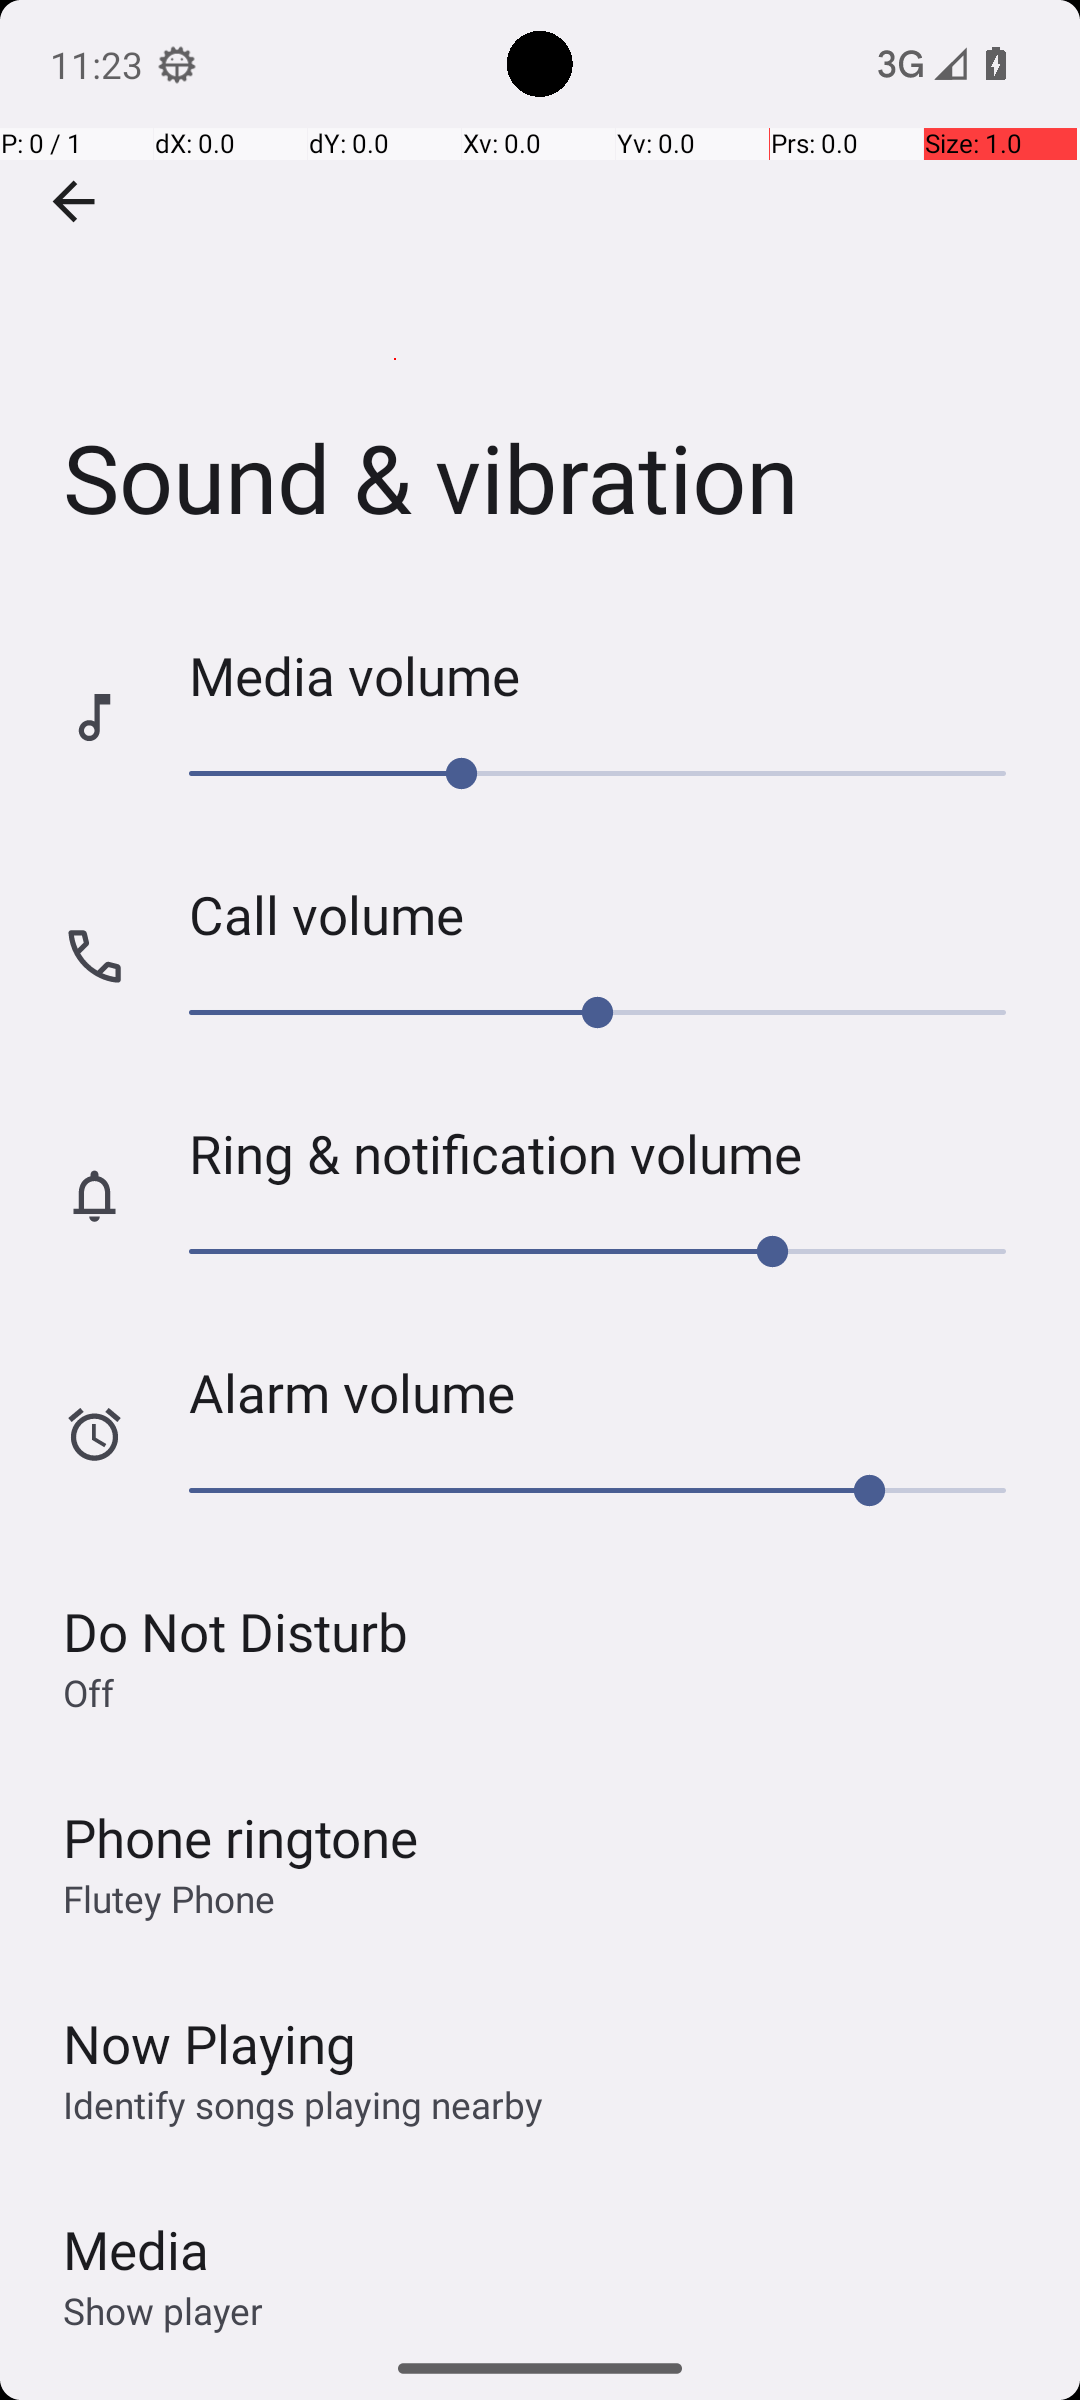 11:23 3G
P: 0 / 1 dX: 0.0 dY: 0.0 Xv: 0.0 Yv: 0.0 Prs: 0.0 Size: 1.0
Sound & vibration
Media volume
Call volume
Ring & notification volume
Alarm volume
Do Not Disturb
Off
Phone ringtone
Flutey Phone
Now Playing
Identify songs playing nearby
Media
Show player